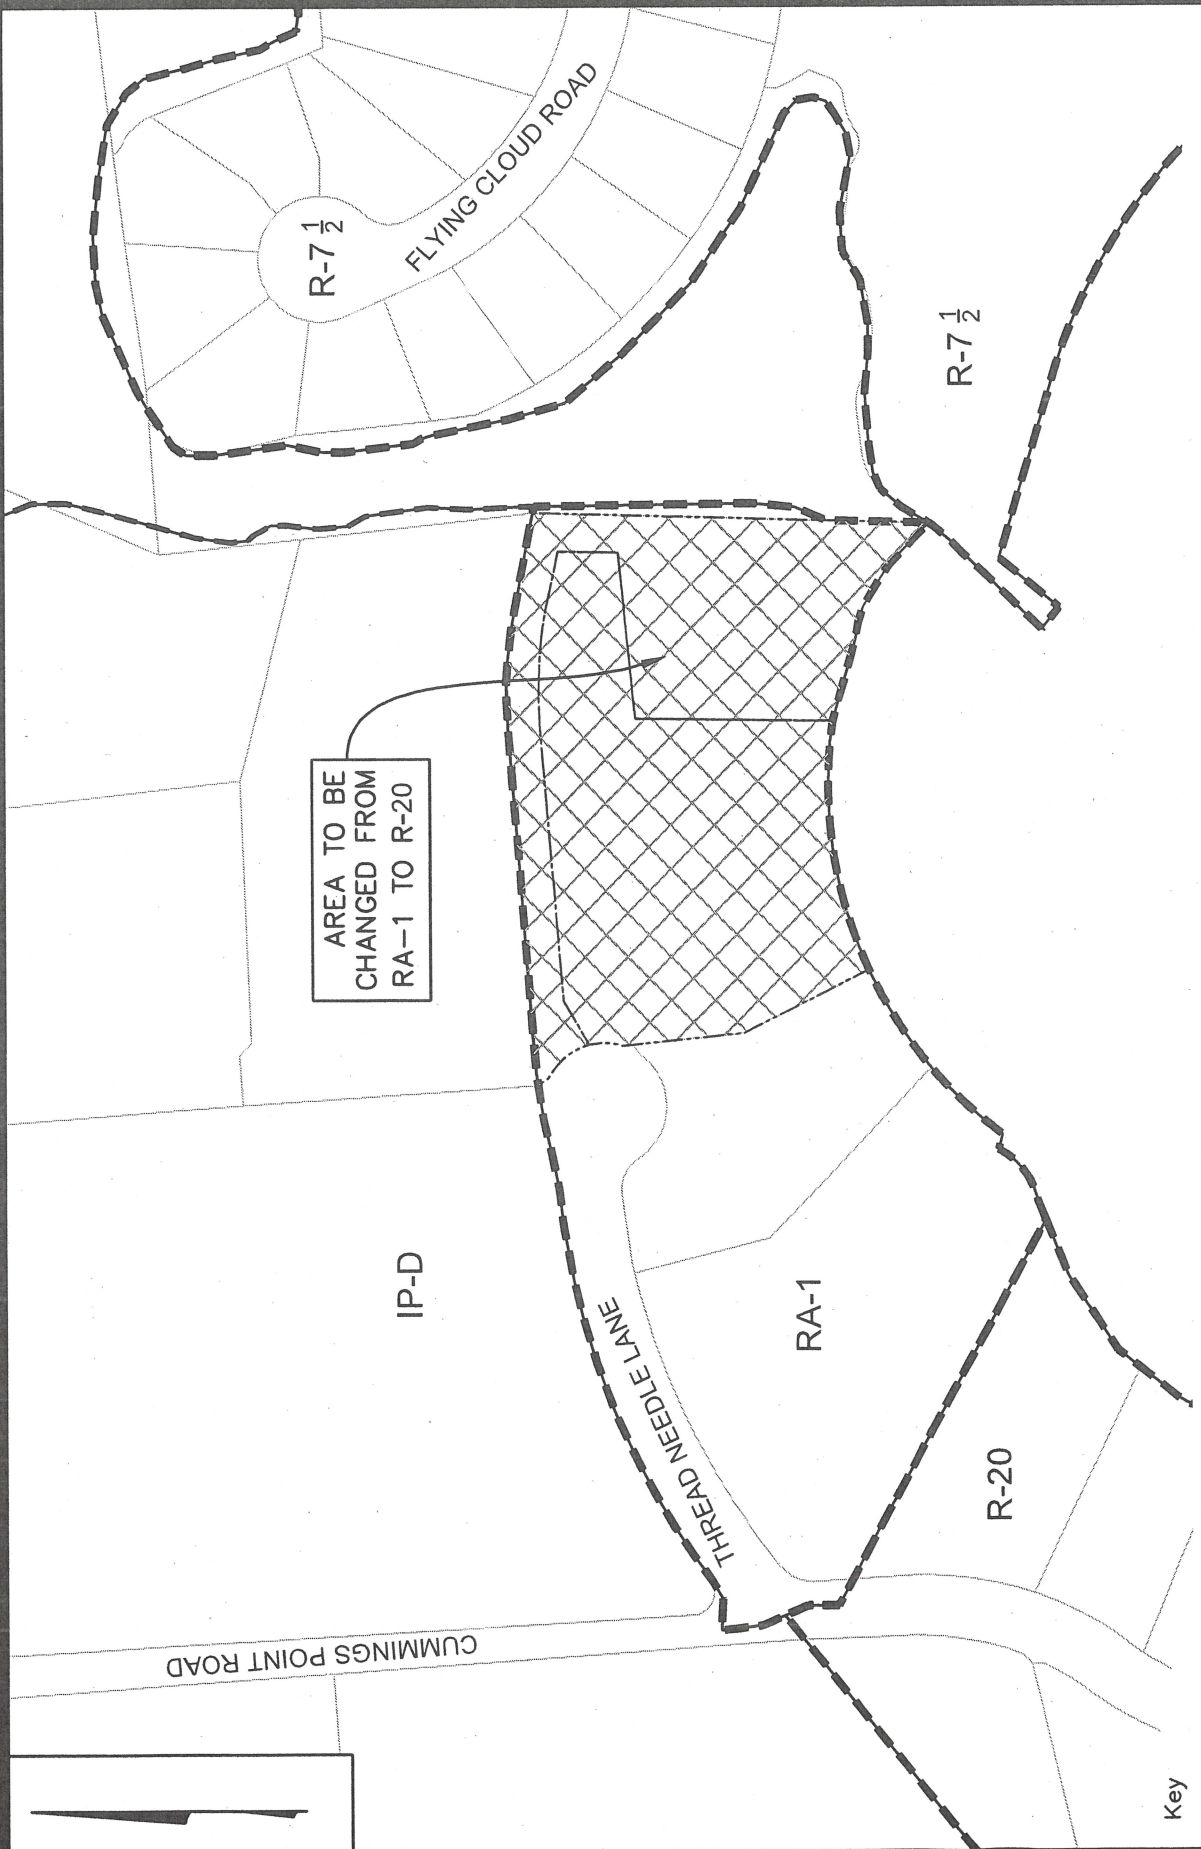 FLYING CLOUD ROAD
R-7 1/2
R-7 1/2
AREA TO BE
CHANGED FROM
RA-1 TO R-20
IP-D
THREAD NEEDLE LANE
RA-1
R-20
CUMMINGS POINT ROAD
Key